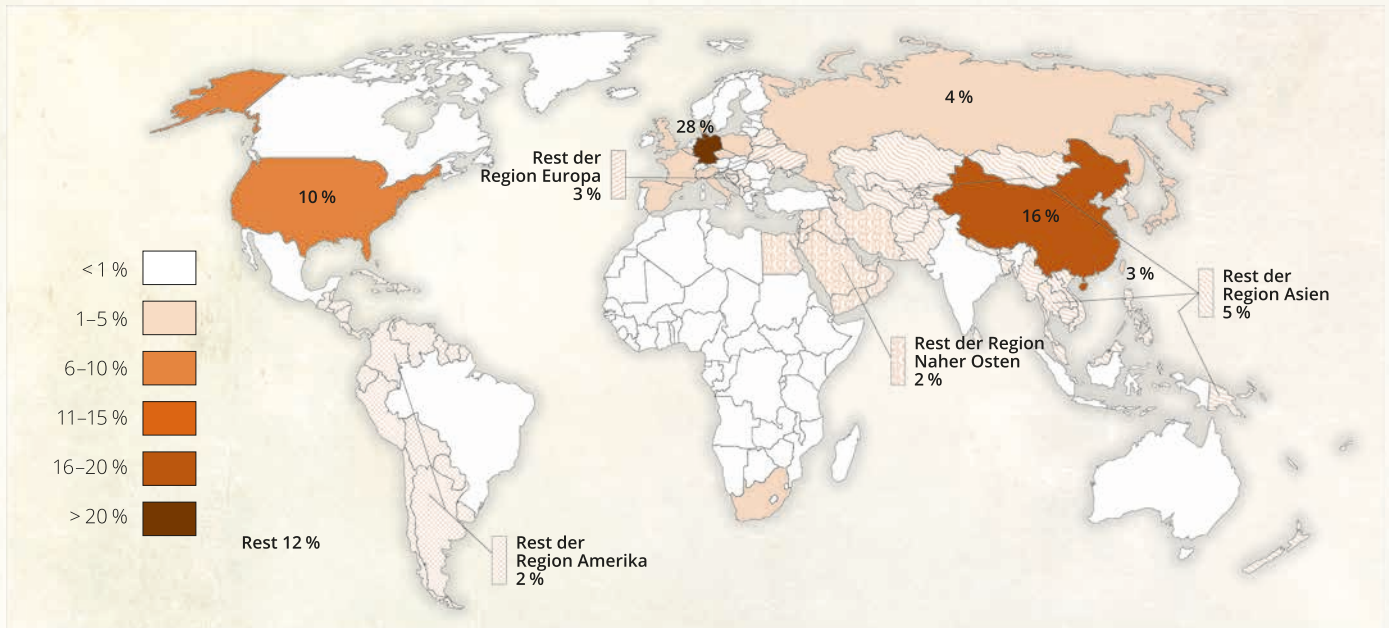 4 %
28 %
Rest der
Region Europa
3 %
10 %
16 %
< 1 %
1–5 %
6–10 %
11–15 %
16–20 %
> 20 %
3 %
Rest der
Region Asien
5 %
Rest der Region
Naher Osten
2 %
Rest 12 %
Rest der
Region Amerika
2 %